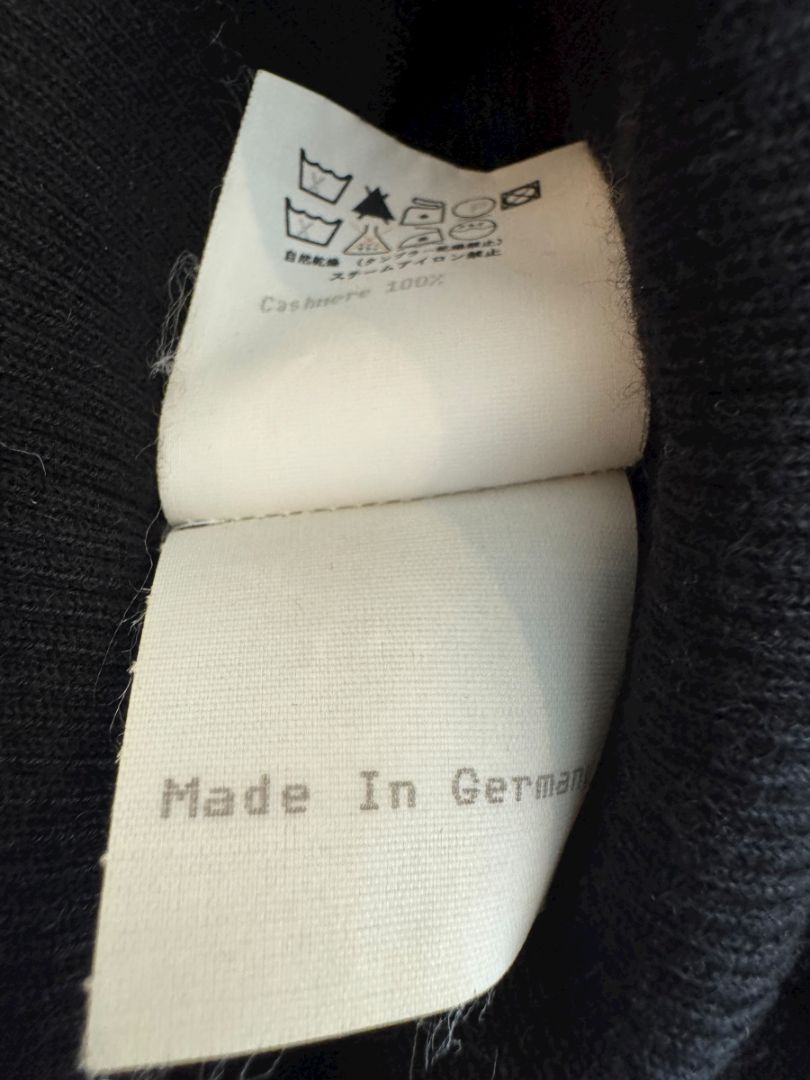 自然乾燥 (タンブラー乾燥禁止)
スチームアイロン禁止
Cashmere 100%
Made In Germany